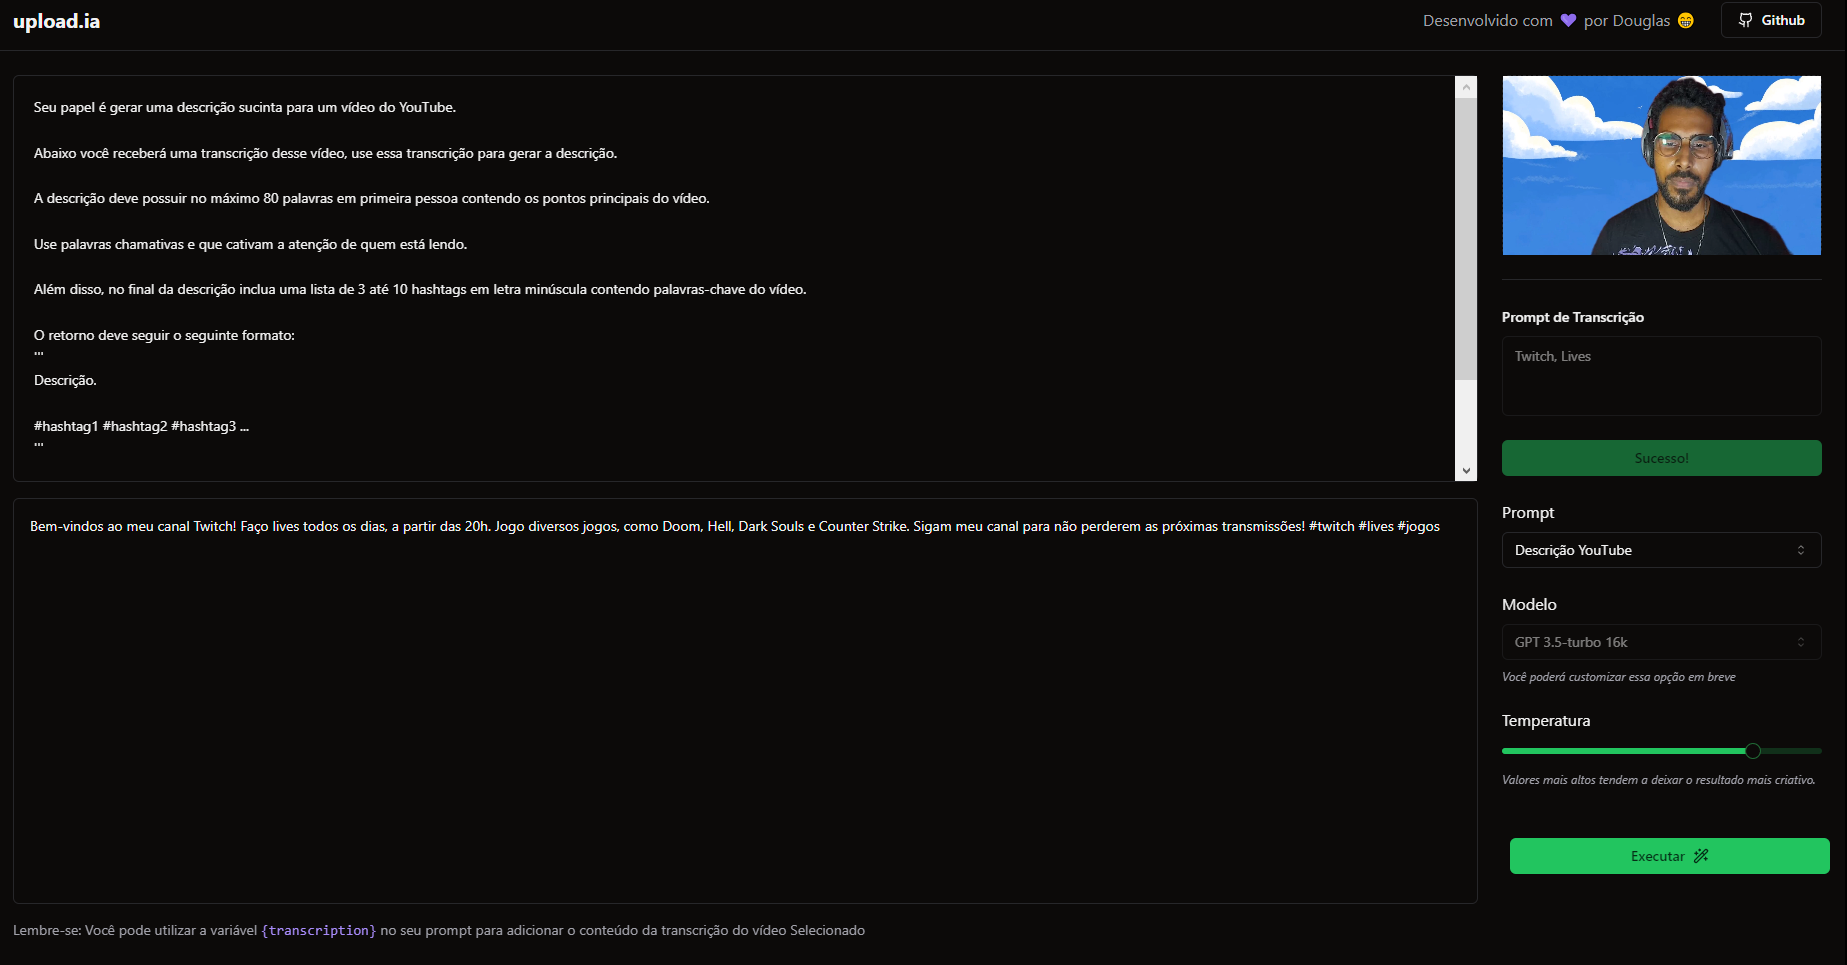 upload.ia
Desenvolvido com 💜 por Douglas 😁
Github
Seu papel é gerar uma descrição sucinta para um vídeo do YouTube.
Abaixo você receberá uma transcrição desse vídeo, use essa transcrição para gerar a descrição.
A descrição deve possuir no máximo 80 palavras em primeira pessoa contendo os pontos principais do vídeo.
Use palavras chamativas e que cativam a atenção de quem está lendo.
Além disso, no final da descrição inclua uma lista de 3 até 10 hashtags em letra minúscula contendo palavras-chave do vídeo.
O retorno deve seguir o seguinte formato:
'''
Descrição.
#hashtag1 #hashtag2 #hashtag3 ...
'''
Bem-vindos ao meu canal Twitch! Faço lives todos os dias, a partir das 20h. Jogo diversos jogos, como Doom, Hell, Dark Souls e Counter Strike. Sigam meu canal para não perderem as próximas transmissões! #twitch #lives #jogos
Lembre-se: Você pode utilizar a variável {transcription} no seu prompt para adicionar o conteúdo da transcrição do vídeo Selecionado
Prompt de Transcrição
Twitch, Lives
Sucesso!
Prompt
Descrição YouTube
Modelo
GPT 3.5-turbo 16k
Você poderá customizar essa opção em breve
Temperatura
Valores mais altos tendem a deixar o resultado mais criativo.
Executar